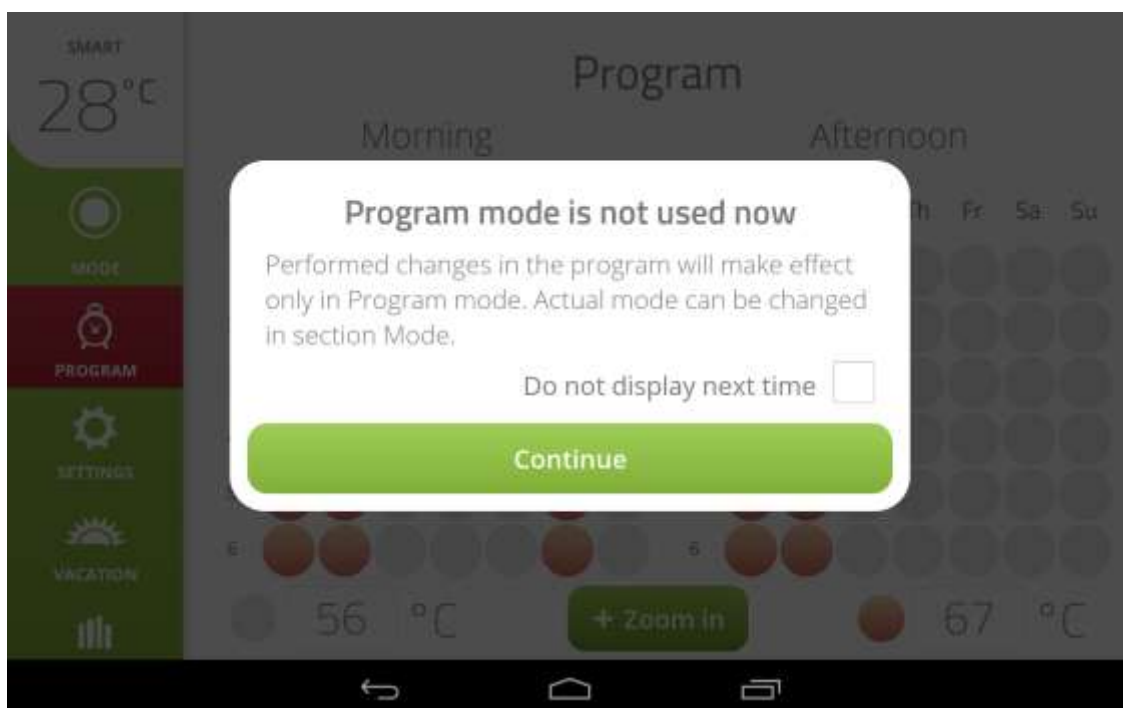 SMART
28°C
Program
Morning
Afternoon
Program mode is not used now
Th Fr Sa Su
MODE
Performed changes in the program will make effect
only in Program mode. Actual mode can be changed
in section Mode.
PROGRAM
Do not display next time
SETTINGS
Continue
6
6
VACATION
56 °C
+ Zoom in
67 °C